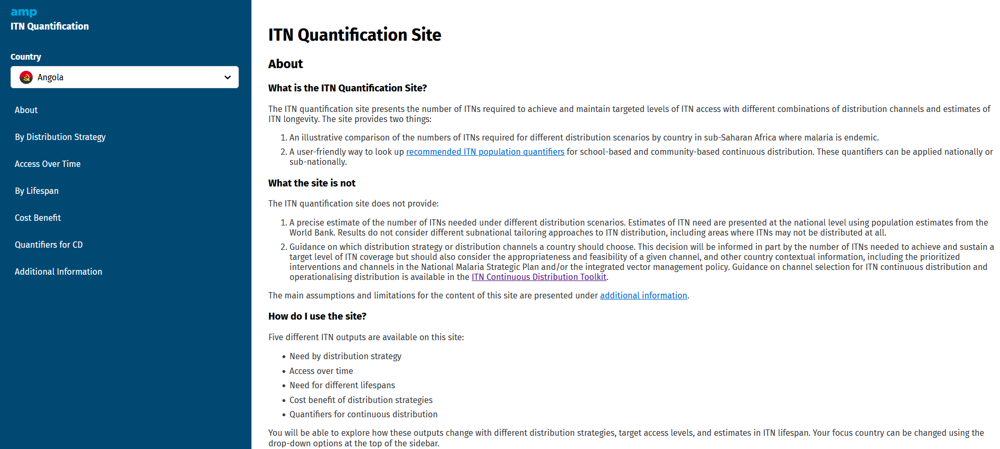 amp
ITN Quantification
Country
Angola
About
By Distribution Strategy
Access Over Time
By Lifespan
Cost Benefit
Quantifiers for CD
Additional Information
ITN Quantification Site
About
What is the ITN Quantification Site?
The ITN quantification site presents the number of ITNs required to achieve and maintain targeted levels of ITN access with different combinations of distribution channels and estimates of
ITN longevity. The site provides two things:
1. An illustrative comparison of the numbers of ITNs required for different distribution scenarios by country in sub-Saharan Africa where malaria is endemic.
2. A user-friendly way to look up recommended ITN population quantifiers for school-based and community-based continuous distribution. These quantifiers can be applied nationally or
sub-nationally.
What the site is not
The ITN quantification site does not provide:
1. A precise estimate of the number of ITNs needed under different distribution scenarios. Estimates of ITN need are presented at the national level using population estimates from the
World Bank. Results do not consider different subnational tailoring approaches to ITN distribution, including areas where ITNs may not be distributed at all.
2. Guidance on which distribution strategy or distribution channels a country should choose. This decision will be informed in part by the number of ITNs needed to achieve and sustain a
target level of ITN coverage but should also consider the appropriateness and feasibility of a given channel, and other country contextual information, including the prioritized
interventions and channels in the National Malaria Strategic Plan and/or the integrated vector management policy. Guidance on channel selection for ITN continuous distribution and
operationalising distribution is available in the ITN Continuous Distribution Toolkit.
The main assumptions and limitations for the content of this site are presented under additional information.
How do I use the site?
Five different ITN outputs are available on this site:
• Need by distribution strategy
• Access over time
• Need for different lifespans
• Cost benefit of distribution strategies
• Quantifiers for continuous distribution
You will be able to explore how these outputs change with different distribution strategies, target access levels, and estimates in ITN lifespan. Your focus country can be changed using the
drop-down options at the top of the sidebar.